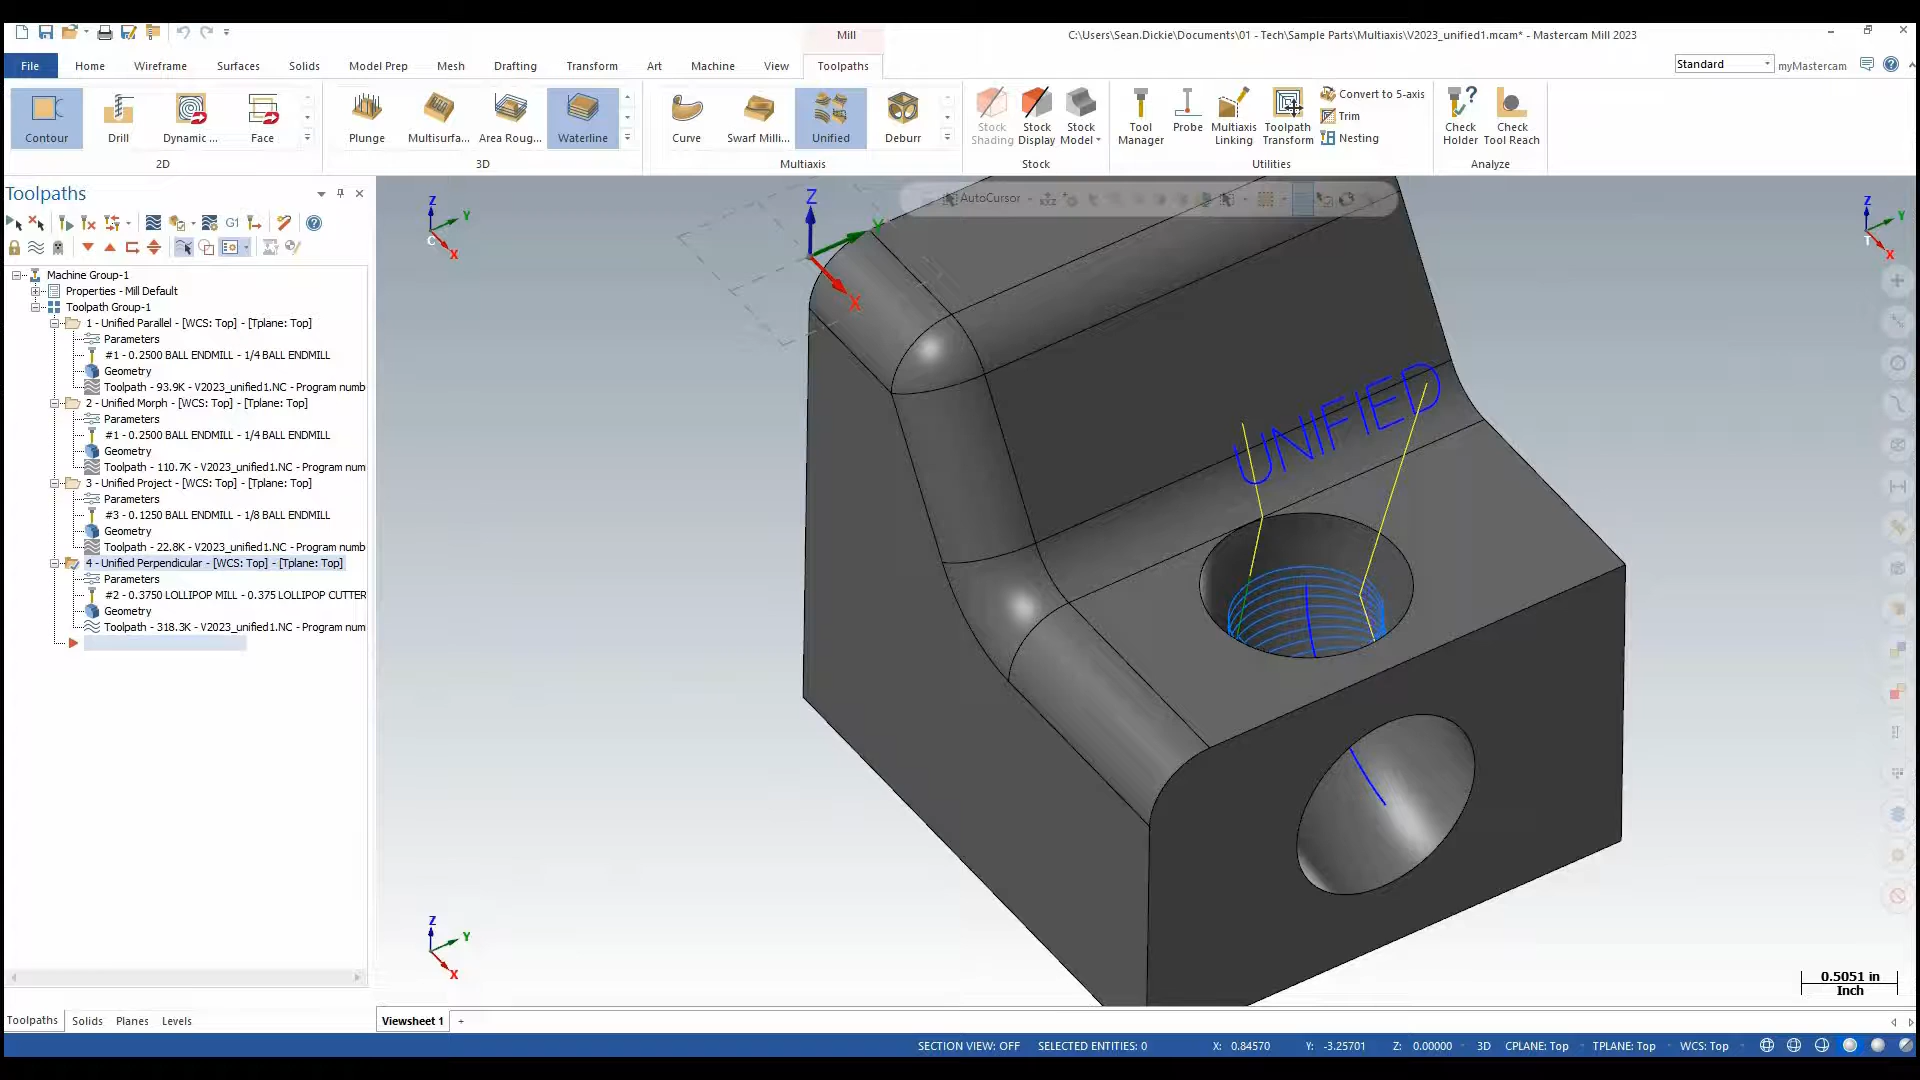 Mill
C:\Users\Sean.Dickie\Documents\01 - Tech\Sample Parts\Multiaxis\V2023_unified1.mcam* - Mastercam Mill 2023
File Home Wireframe Surfaces Solids Model Prep Mesh Drafting Transform Art Machine View Toolpaths
Standard myMastercam
Contour Drill Dynamic ... Face
2D
Plunge Multisurfa... Area Roug... Waterline
3D
Curve Swarf Milli... Unified Deburr
Multiaxis
Stock Shading
Stock Display
Stock Model
Stock
Tool Manager
Probe
Multiaxis Linking
Toolpath Transform
Convert to 5-axis
Trim
Nesting
Utilities
Check Holder
Check Tool Reach
Analyze
Toolpaths
G1
Machine Group-1
Properties - Mill Default
Toolpath Group-1
1 - Unified Parallel - [WCS: Top] - [Tplane: Top]
Parameters
#1 - 0.2500 BALL ENDMILL - 1/4 BALL ENDMILL
Geometry
Toolpath - 93.9K - V2023_unified1.NC - Program numb
2 - Unified Morph - [WCS: Top] - [Tplane: Top]
Parameters
#1 - 0.2500 BALL ENDMILL - 1/4 BALL ENDMILL
Geometry
Toolpath - 110.7K - V2023_unified1.NC - Program num
3 - Unified Project - [WCS: Top] - [Tplane: Top]
Parameters
#3 - 0.1250 BALL ENDMILL - 1/8 BALL ENDMILL
Geometry
Toolpath - 22.8K - V2023_unified1.NC - Program numb
4 - Unified Perpendicular - [WCS: Top] - [Tplane: Top]
Parameters
#2 - 0.3750 LOLLIPOP MILL - 0.375 LOLLIPOP CUTTER
Geometry
Toolpath - 318.3K - V2023_unified1.NC - Program num
AutoCursor
Z Y X C
Z Y X
Z Y X T
UNIFIED
Z Y X
0.5051 in
Inch
Toolpaths Solids Planes Levels
Viewsheet 1 +
SECTION VIEW: OFF SELECTED ENTITIES: 0 X: 0.84570 Y: -3.25701 Z: 0.00000 3D CPLANE: Top TPLANE: Top WCS: Top